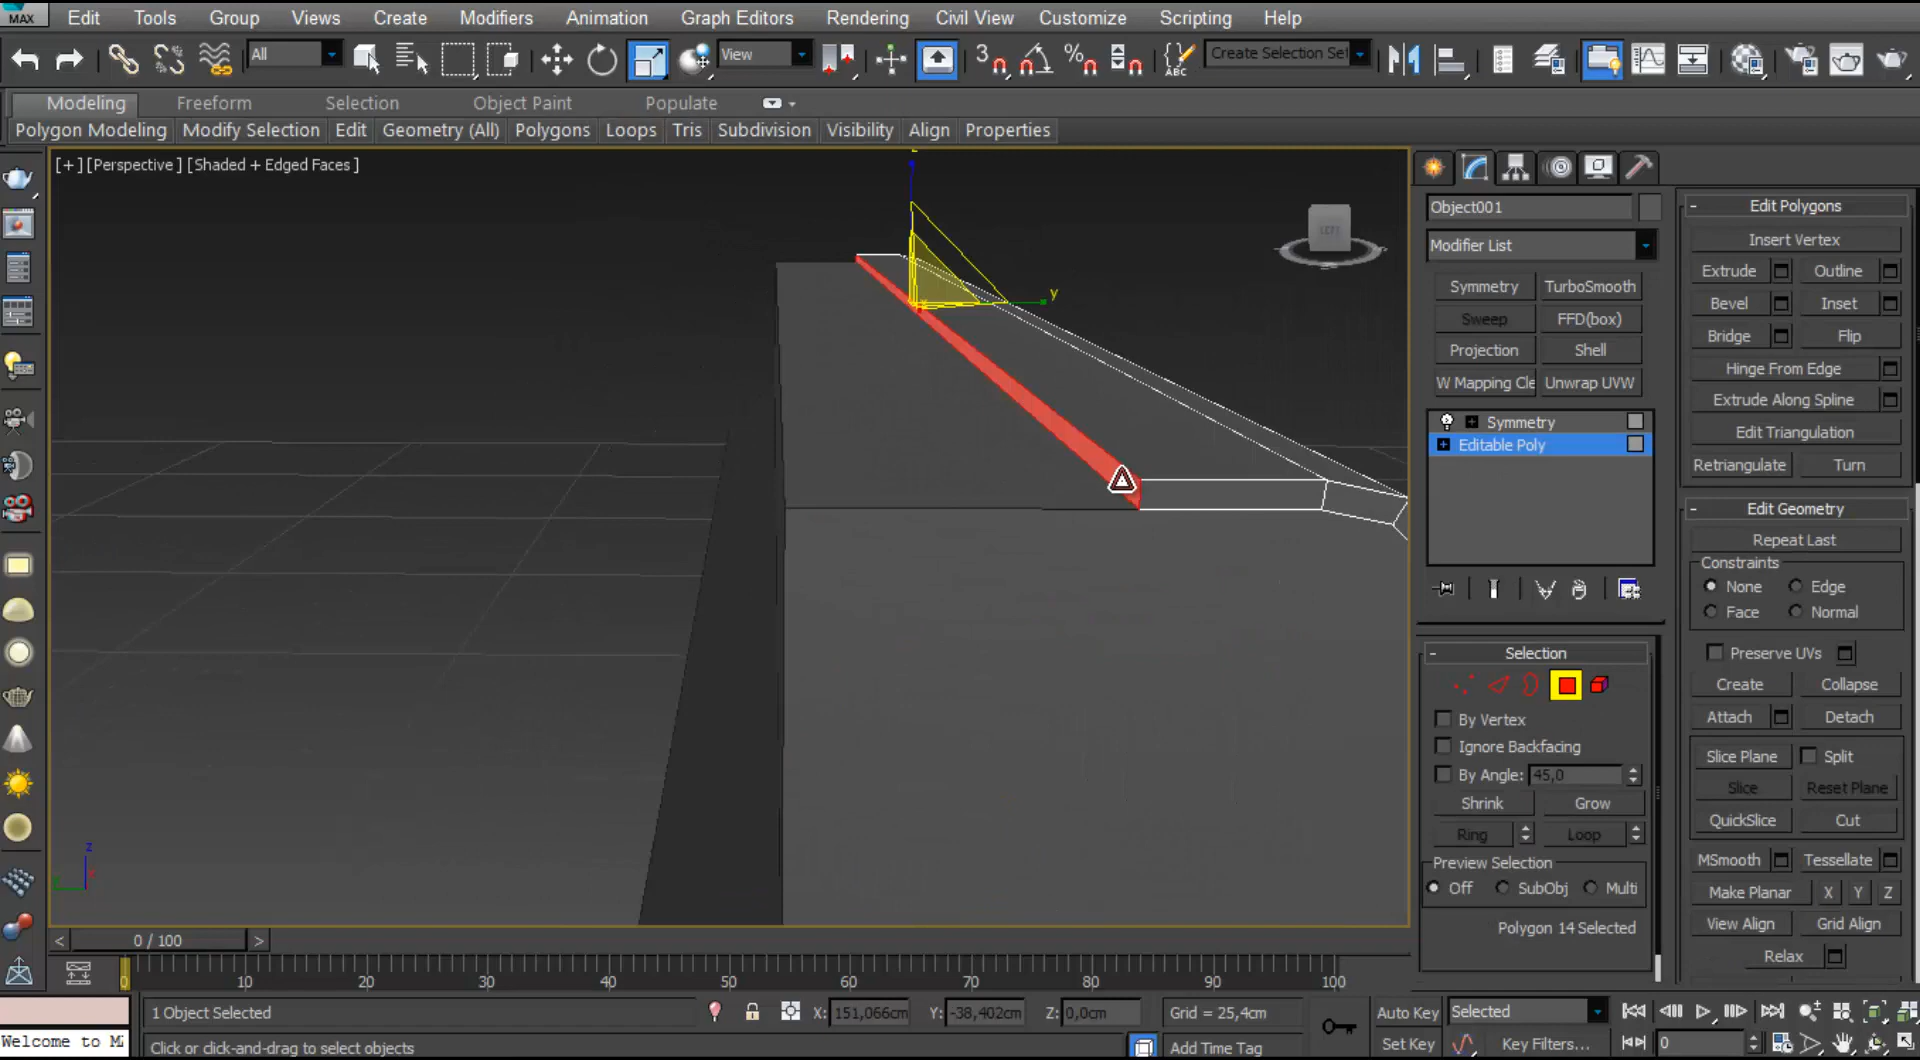 MAX Edit Tools Group Views Create Modifiers Animation Graph Editors Rendering Civil View Customize Scripting Help
All View 3 % ABC Create Selection Set
Modeling Freeform Selection Object Paint Populate
Polygon Modeling Modify Selection Edit Geometry (All) Polygons Loops Tris Subdivision Visibility Align Properties
[+] [Perspective] [Shaded + Edged Faces]
y
LEFT
z
Object001
Modifier List
Symmetry TurboSmooth
Sweep FFD(box)
Projection Shell
W Mapping Cle Unwrap UVW
Symmetry
Editable Poly
- Selection
By Vertex
Ignore Backfacing
By Angle: 45,0
Shrink Grow
Ring Loop
Preview Selection
Off SubObj Multi
Polygon 14 Selected
- Edit Polygons
Insert Vertex
Extrude Outline
Bevel Inset
Bridge Flip
Hinge From Edge
Extrude Along Spline
Edit Triangulation
Retriangulate Turn
- Edit Geometry
Repeat Last
Constraints
None Edge
Face Normal
Preserve UVs
Create Collapse
Attach Detach
Slice Plane Split
Slice Reset Plane
QuickSlice Cut
MSmooth Tessellate
Make Planar X Y Z
View Align Grid Align
Relax
< 0 / 100 >
0 10 20 30 40 50 60 70 80 90 100
1 Object Selected X: 151,066cm Y: -38,402cm Z: 0,0cm Grid = 25,4cm Auto Key Selected
Welcome to M Click or click-and-drag to select objects Add Time Tag Set Key Key Filters... 0